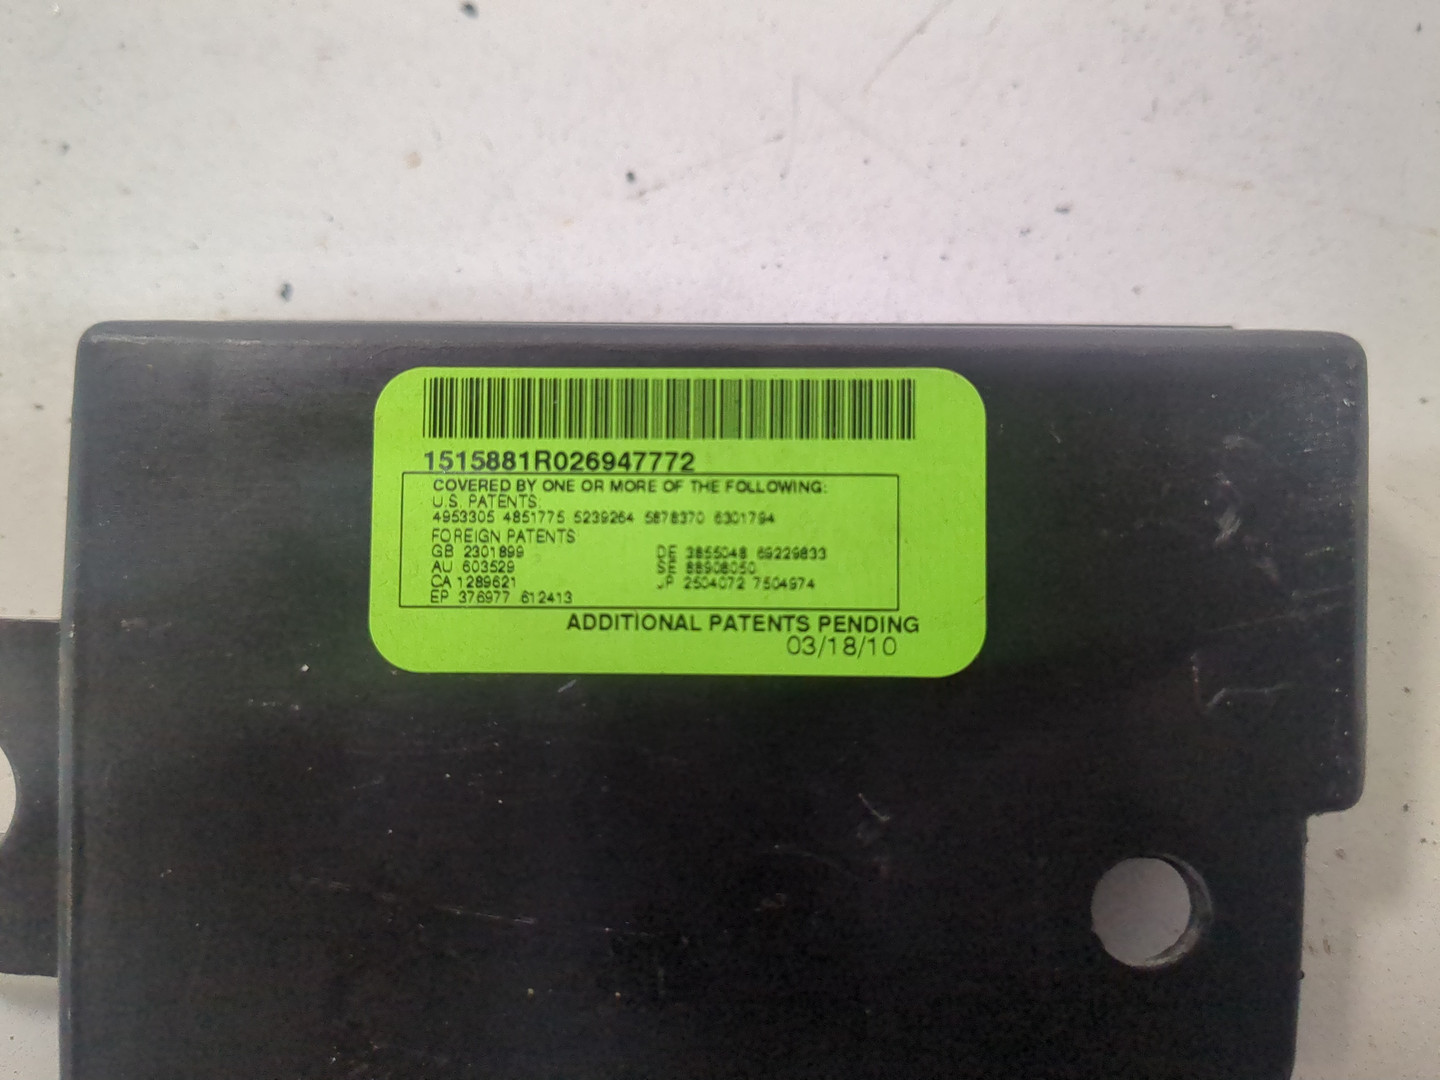 1515881R026947772
COVERED BY ONE OR MORE OF THE FOLLOWING:
U.S. PATENTS:
4953305 4851775 5239264 5878370 6301794
FOREIGN PATENTS
GB 2301899 DE 3855048 69229833
AU 603529 SE 88908050
CA 1289621 JP 2504072 7504974
EP 376977 612413
ADDITIONAL PATENTS PENDING
03/18/10